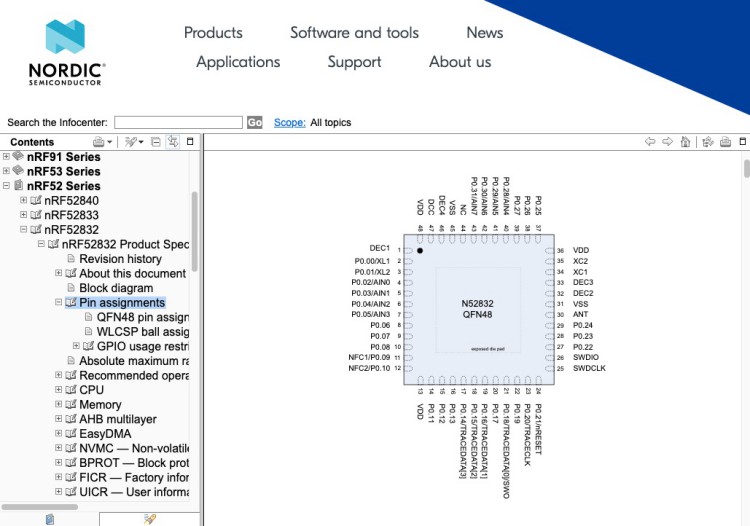 Products Software and tools News
NORDIC
SEMICONDUCTOR
Applications Support About us
Search the Infocenter: Go Scope: All topics
Contents
nRF91 Series
nRF53 Series
nRF52 Series
nRF52840
nRF52833
nRF52832
nRF52832 Product Spec
Revision history
About this document
Block diagram
Pin assignments
QFN48 pin assign
WLCSP ball assig
GPIO usage restri
Absolute maximum ra
Recommended opera
CPU
Memory
AHB multilayer
EasyDMA
NVMC — Non-volatile
BPROT — Block prot
FICR — Factory infor
UICR — User informa
VDD
DCC
DEC4
VSS
NC
P0.31/AIN7
P0.30/AIN6
P0.29/AIN5
P0.28/AIN4
P0.27
P0.26
P0.25
48 47 46 45 44 43 42 41 40 39 38 37
DEC1 1
P0.00/XL1 2
P0.01/XL2 3
P0.02/AIN0 4
P0.03/AIN1 5
P0.04/AIN2 6
P0.05/AIN3 7
P0.06 8
P0.07 9
P0.08 10
NFC1/P0.09 11
NFC2/P0.10 12
N52832
QFN48
exposed die pad
36 VDD
35 XC2
34 XC1
33 DEC3
32 DEC2
31 VSS
30 ANT
29 P0.24
28 P0.23
27 P0.22
26 SWDIO
25 SWDCLK
13 14 15 16 17 18 19 20 21 22 23 24
VDD
P0.11
P0.12
P0.13
P0.14/TRACEDATA[3]
P0.15/TRACEDATA[2]
P0.16/TRACEDATA[1]
P0.17
P0.18/TRACEDATA[0]/SWO
P0.19
P0.20/TRACECLK
P0.21/nRESET